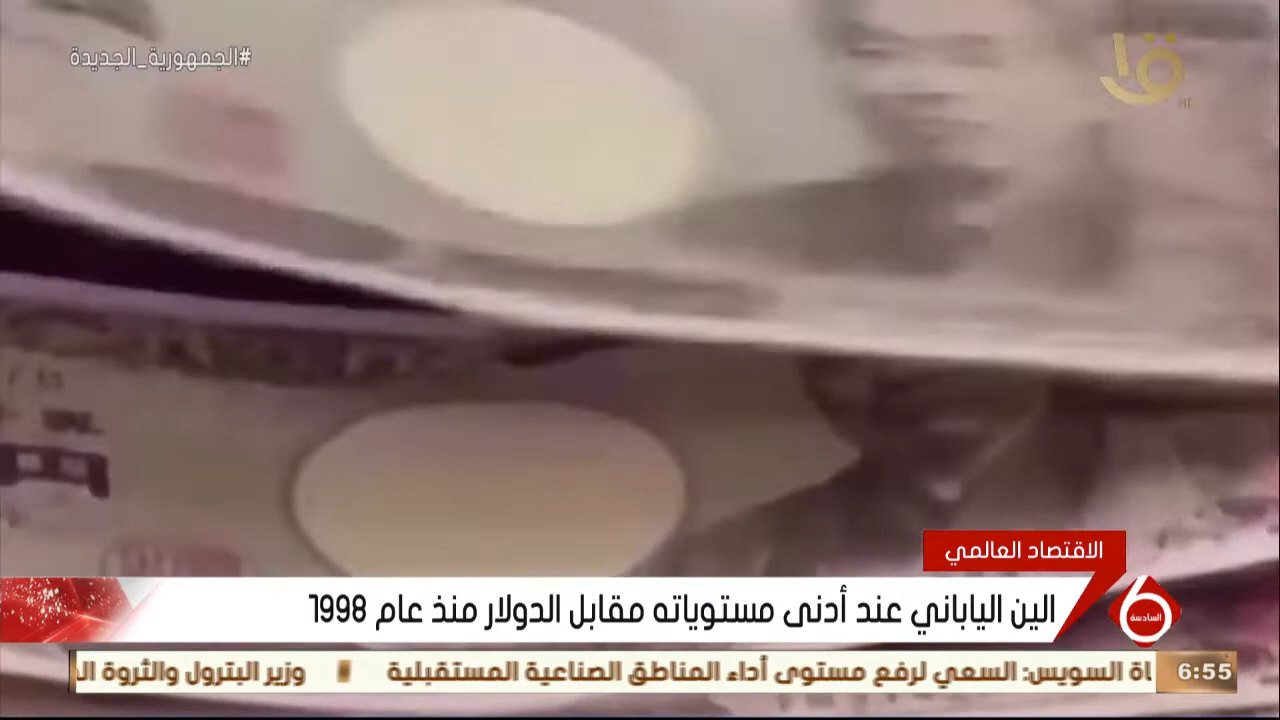 #الجمهورية_الجديدة
الاقتصاد العالمي
الين الياباني عند أدنى مستوياته مقابل الدولار منذ عام 1998
6 السادسة
6:55
اة السويس: السعي لرفع مستوى أداء المناطق الصناعية المستقبلية وزير البترول والثروة ال